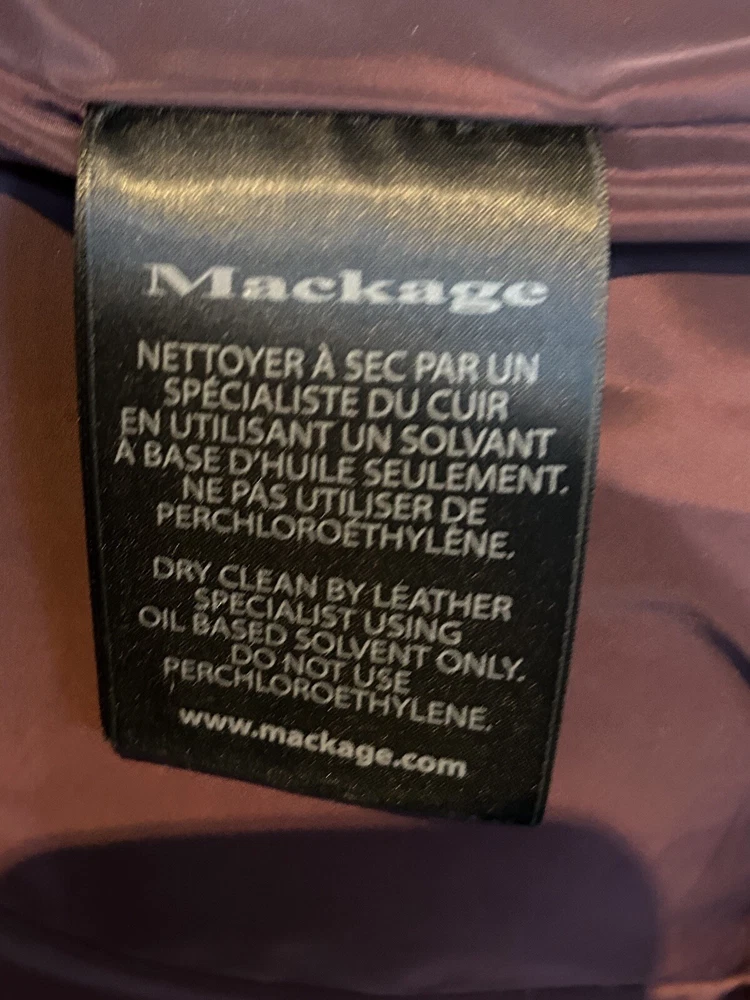 Mackage
NETTOYER À SEC PAR UN
SPÉCIALISTE DU CUIR
EN UTILISANT UN SOLVANT
À BASE D'HUILE SEULEMENT.
NE PAS UTILISER DE
PERCHLOROÉTHYLÈNE.
DRY CLEAN BY LEATHER
SPECIALIST USING
OIL BASED SOLVENT ONLY.
DO NOT USE
PERCHLOROETHYLENE.
www.mackage.com